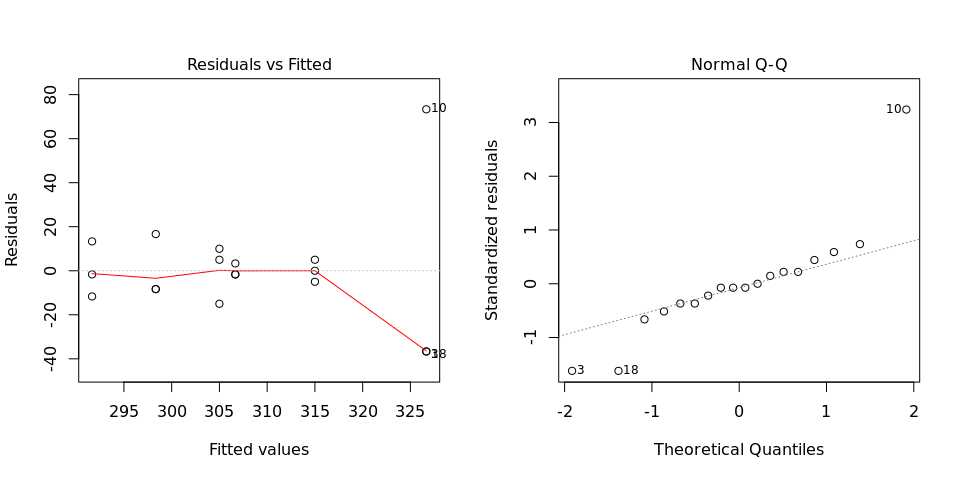 Residuals vs Fitted
Residuals
80
60
40
20
0
-20
-40
10
18
295 300 305 310 315 320 325
Fitted values
Normal Q-Q
Standardized residuals
3
2
1
0
-1
10
3
18
-2 -1 0 1 2
Theoretical Quantiles